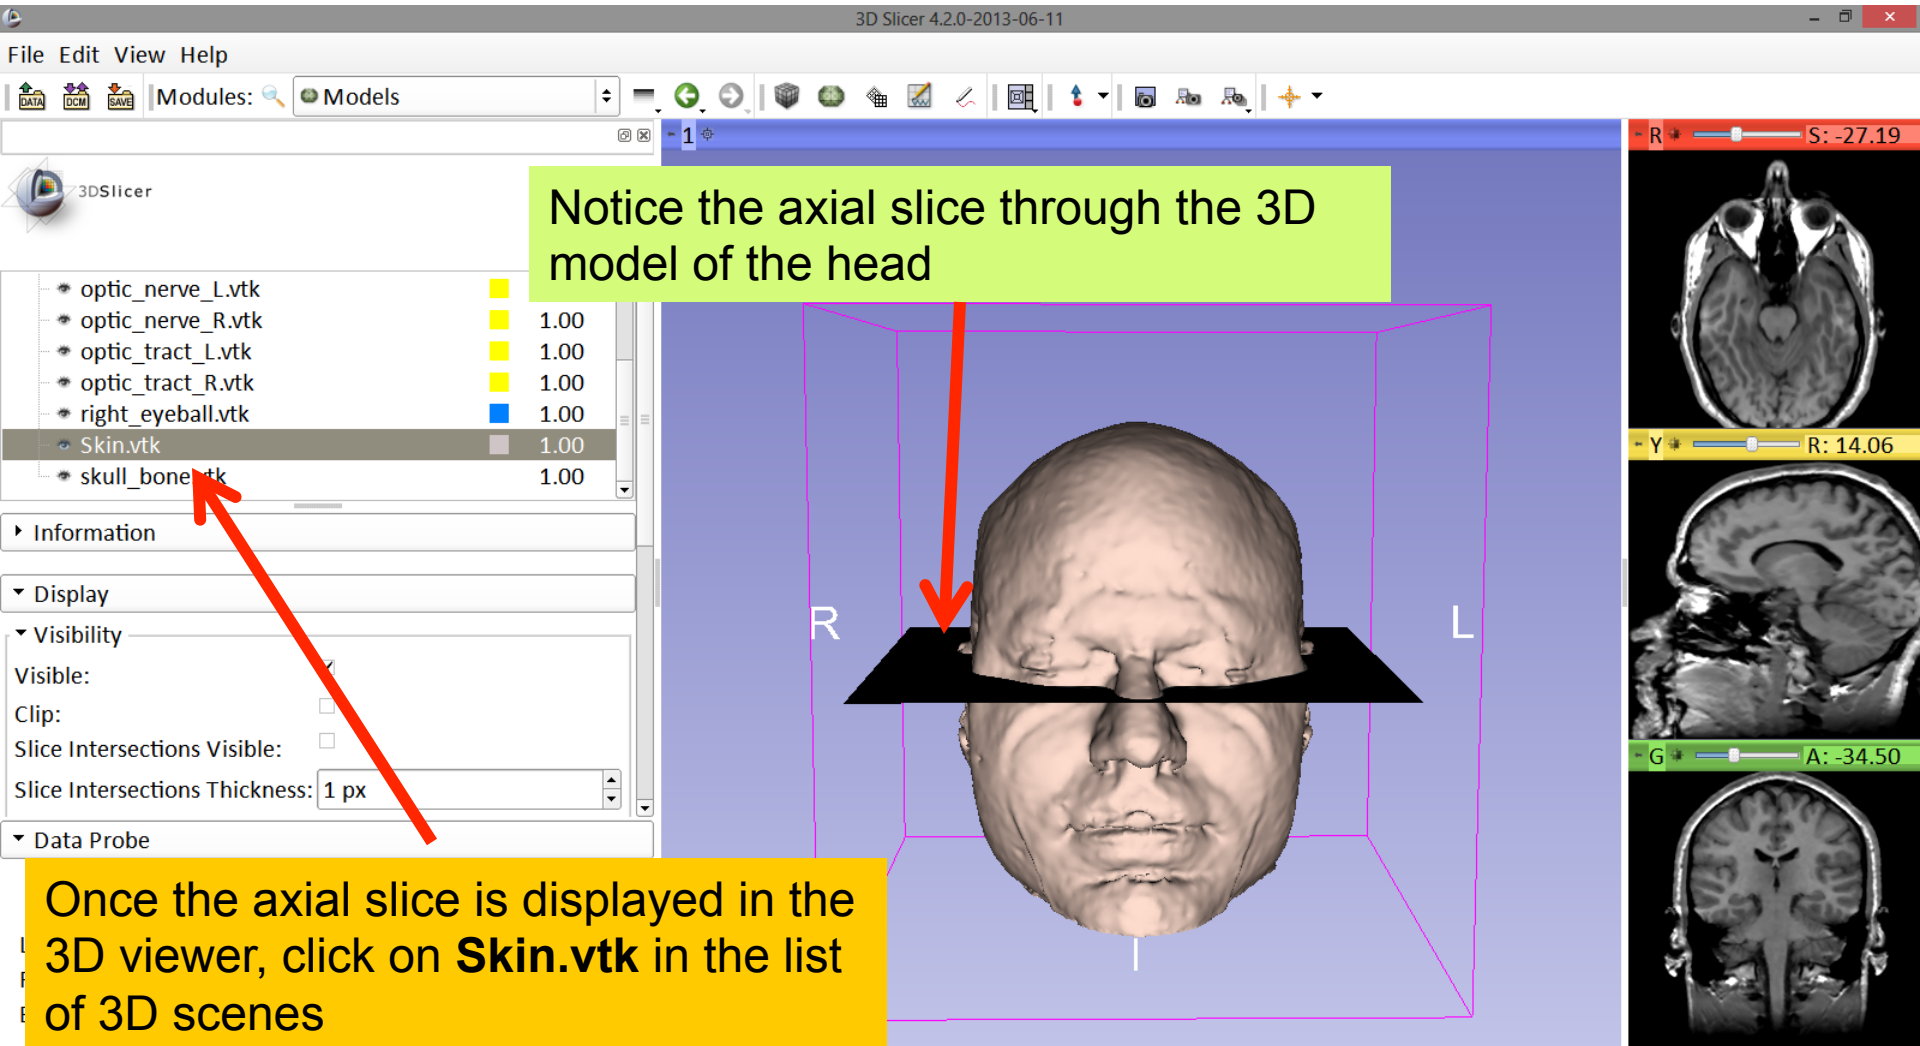 3D Slicer 4.2.0-2013-06-11
File Edit View Help
DATA DCM SAVE Modules: Models
1
R S: -27.19
3DSlicer
Notice the axial slice through the 3D
model of the head
optic_nerve_L.vtk
optic_nerve_R.vtk 1.00
optic_tract_L.vtk 1.00
optic_tract_R.vtk 1.00
right_eyeball.vtk 1.00
Skin.vtk 1.00
skull_bone.vtk 1.00
Y R: 14.06
Information
Display
Visibility
Visible:
Clip:
Slice Intersections Visible:
Slice Intersections Thickness: 1 px
Data Probe
R
L
I
G A: -34.50
Once the axial slice is displayed in the
3D viewer, click on Skin.vtk in the list
of 3D scenes